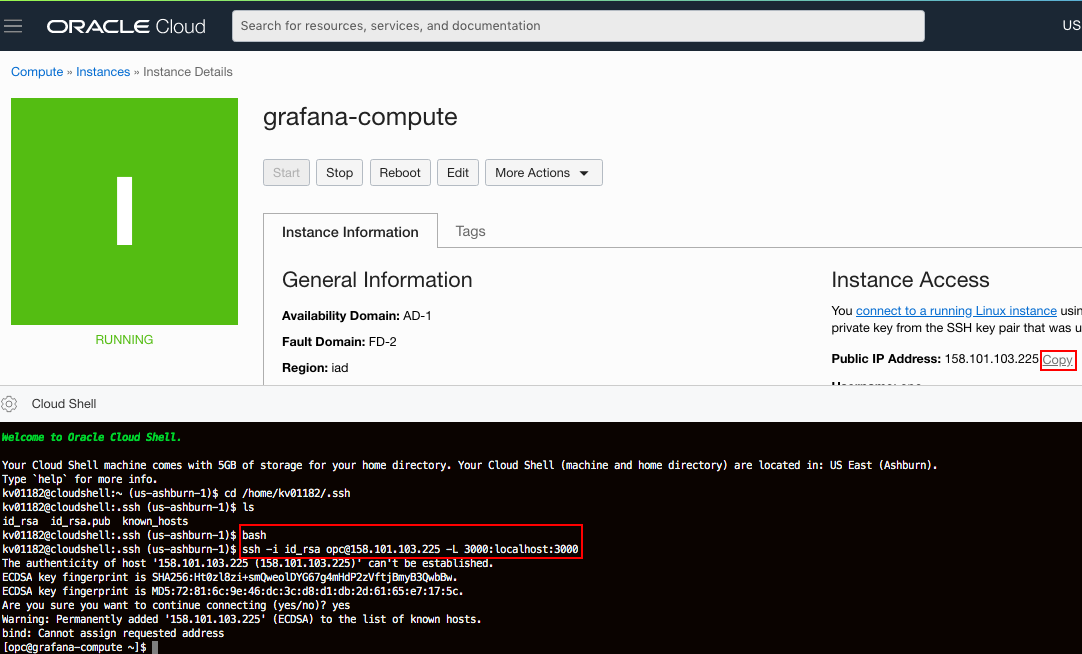 ORACLE Cloud
Search for resources, services, and documentation
US
Compute » Instances » Instance Details
grafana-compute
Start
Stop
Reboot
Edit
More Actions
Instance Information
Tags
General Information
Instance Access
Availability Domain: AD-1
You connect to a running Linux instance usin
private key from the SSH key pair that was u
Fault Domain: FD-2
Region: iad
Public IP Address: 158.101.103.225 Copy
RUNNING
Cloud Shell
Welcome to Oracle Cloud Shell.
Your Cloud Shell machine comes with 5GB of storage for your home directory. Your Cloud Shell (machine and home directory) are located in: US East (Ashburn).
Type `help` for more info.
kv01182@cloudshell:~ (us-ashburn-1)$ cd /home/kv01182/.ssh
kv01182@cloudshell:.ssh (us-ashburn-1)$ ls
id_rsa  id_rsa.pub  known_hosts
kv01182@cloudshell:.ssh (us-ashburn-1)$ bash
kv01182@cloudshell:.ssh (us-ashburn-1)$ ssh -i id_rsa opc@158.101.103.225 -L 3000:localhost:3000
The authenticity of host '158.101.103.225 (158.101.103.225)' can't be established.
ECDSA key fingerprint is SHA256:Ht0zl8zi+smQweolDYG67g4mHdP2zVftjBmyB3QwbBw.
ECDSA key fingerprint is MD5:72:81:6c:9e:46:dc:3c:d8:d1:db:2d:61:65:e7:17:5c.
Are you sure you want to continue connecting (yes/no)? yes
Warning: Permanently added '158.101.103.225' (ECDSA) to the list of known hosts.
bind: Cannot assign requested address
[opc@grafana-compute ~]$